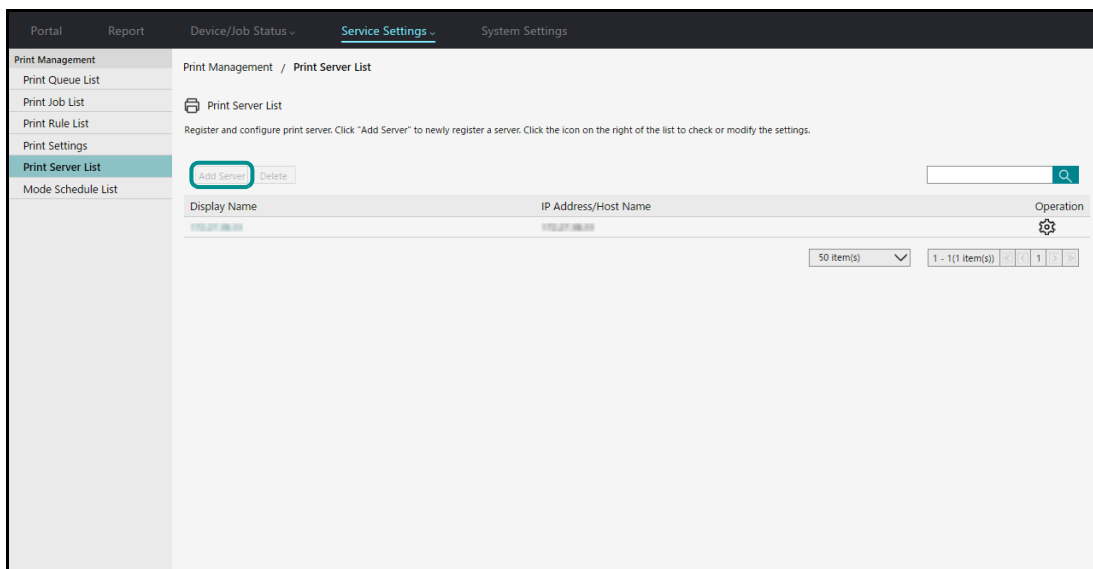 Portal Report Device/Job Status Service Settings System Settings
Print Management
Print Queue List
Print Job List
Print Rule List
Print Settings
Print Server List
Mode Schedule List
Print Management / Print Server List
Print Server List
Register and configure print server. Click "Add Server" to newly register a server. Click the icon on the right of the list to check or modify the settings.
Add Server Delete
Display Name IP Address/Host Name Operation
50 item(s) 1 - 1(1 item(s)) « ‹ 1 › »